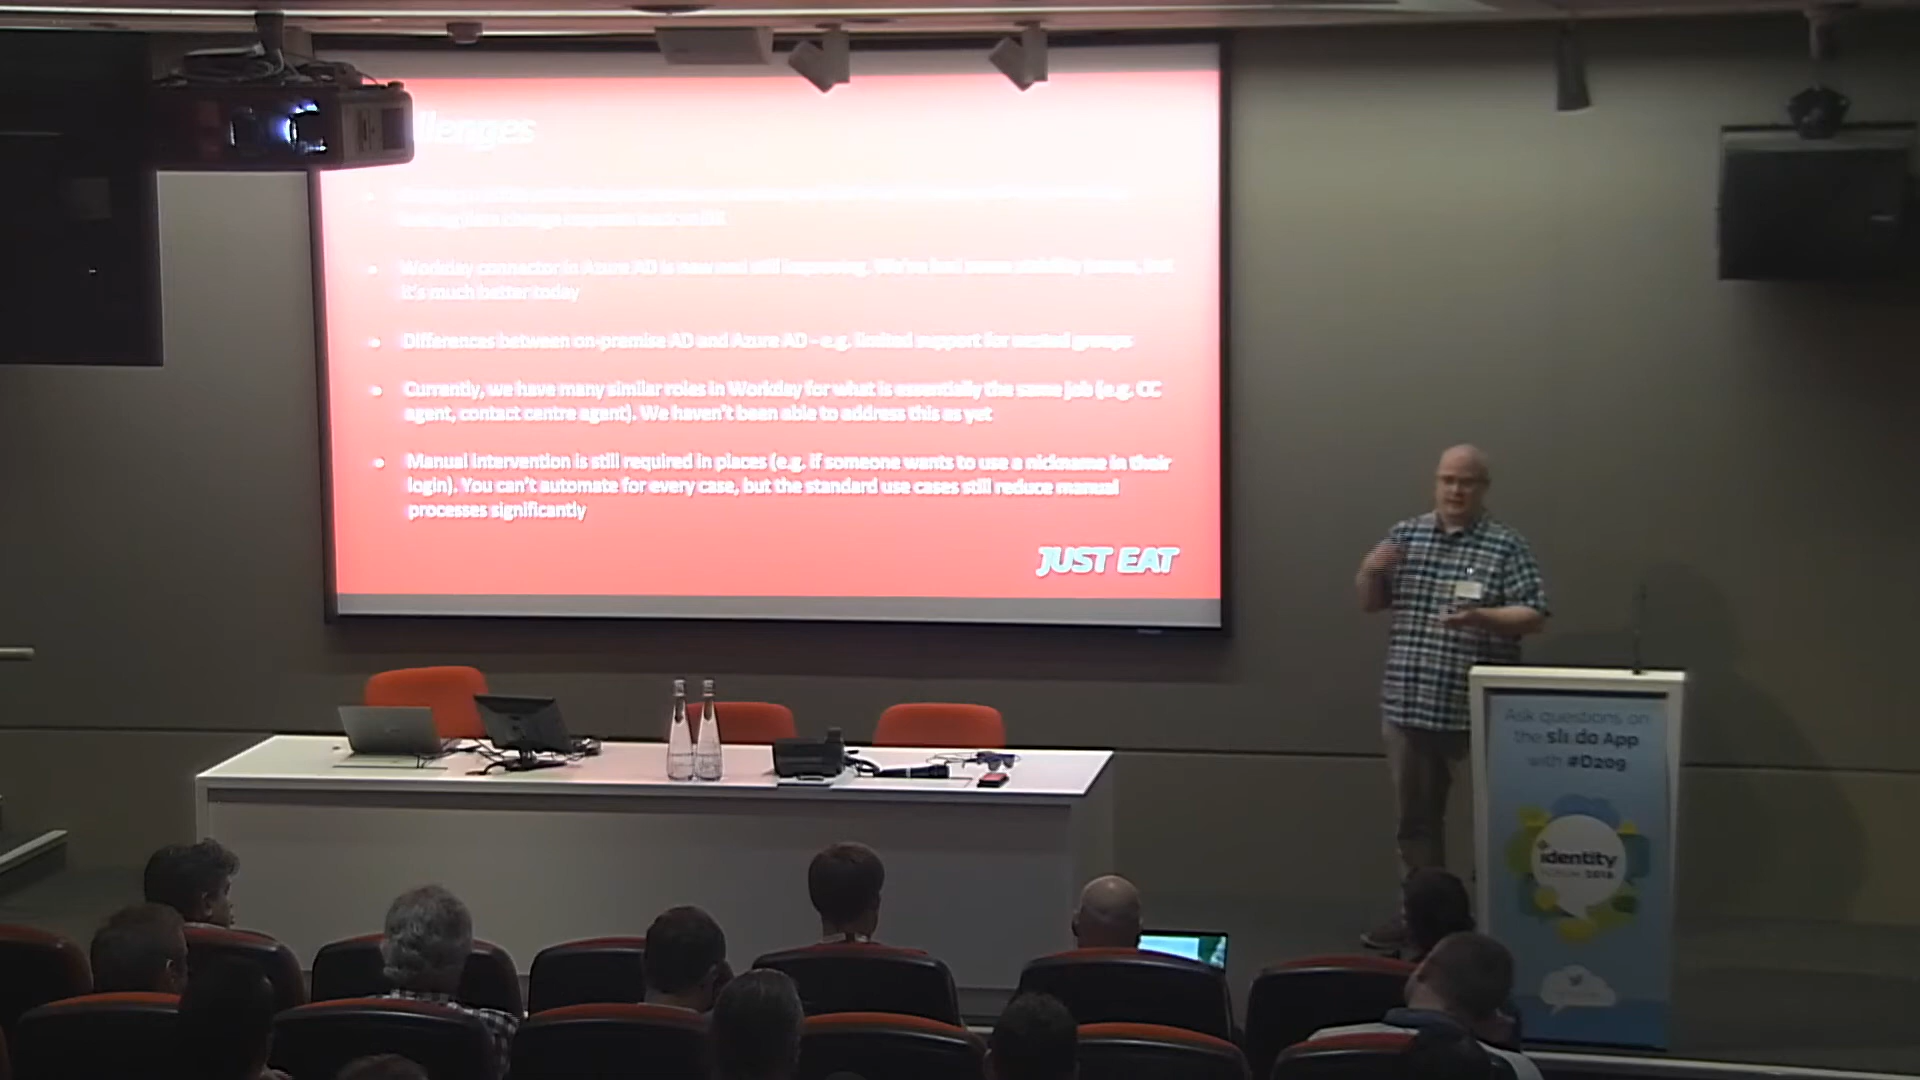 llenges
Workday connector in Azure AD is new and still improving. We've had some stability issues, but
it's much better today
Differences between on-premise AD and Azure AD - e.g. limited support for nested groups
Currently, we have many similar roles in Workday for what is essentially the same job (e.g. CC
agent, contact centre agent). We haven't been able to address this as yet
Manual intervention is still required in places (e.g. if someone wants to use a nickname in their
login). You can't automate for every case, but the standard use cases still reduce manual
processes significantly
JUST EAT
Ask questions on
the sli do App
with #D209
identity
2018